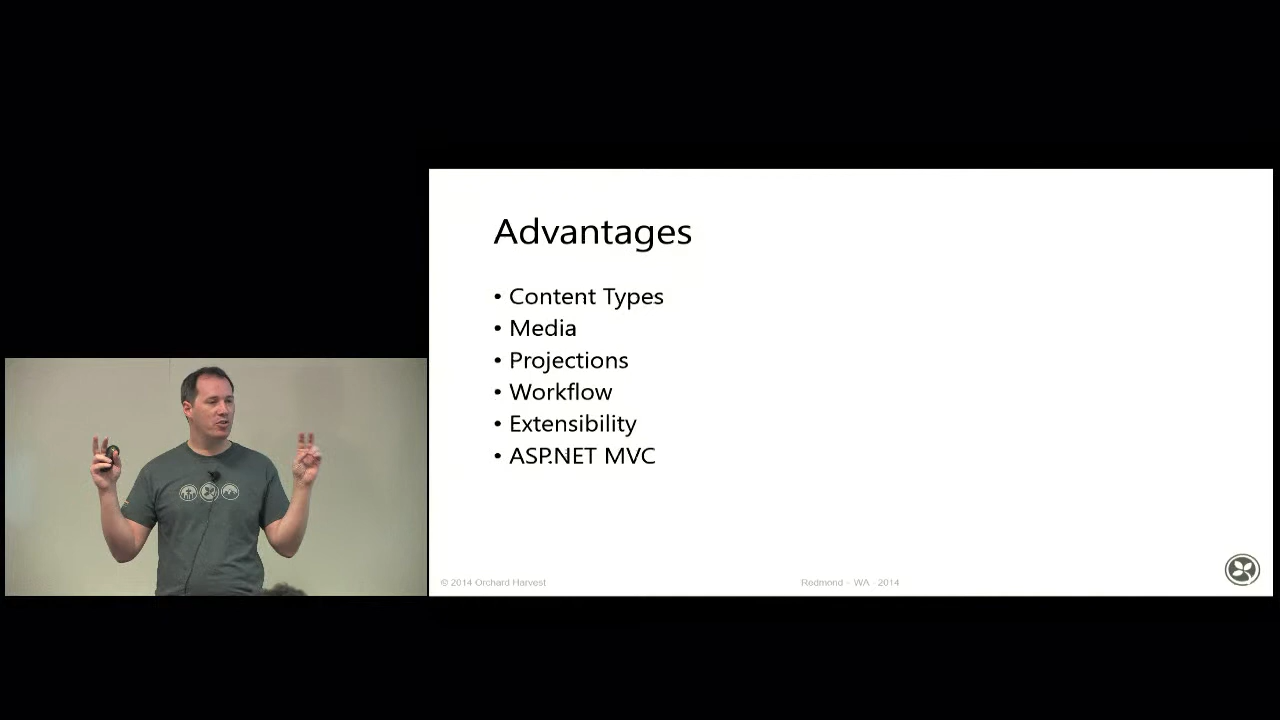 Advantages
• Content Types
• Media
• Projections
• Workflow
• Extensibility
• ASP.NET MVC
© 2014 Orchard Harvest
Redmond - WA - 2014